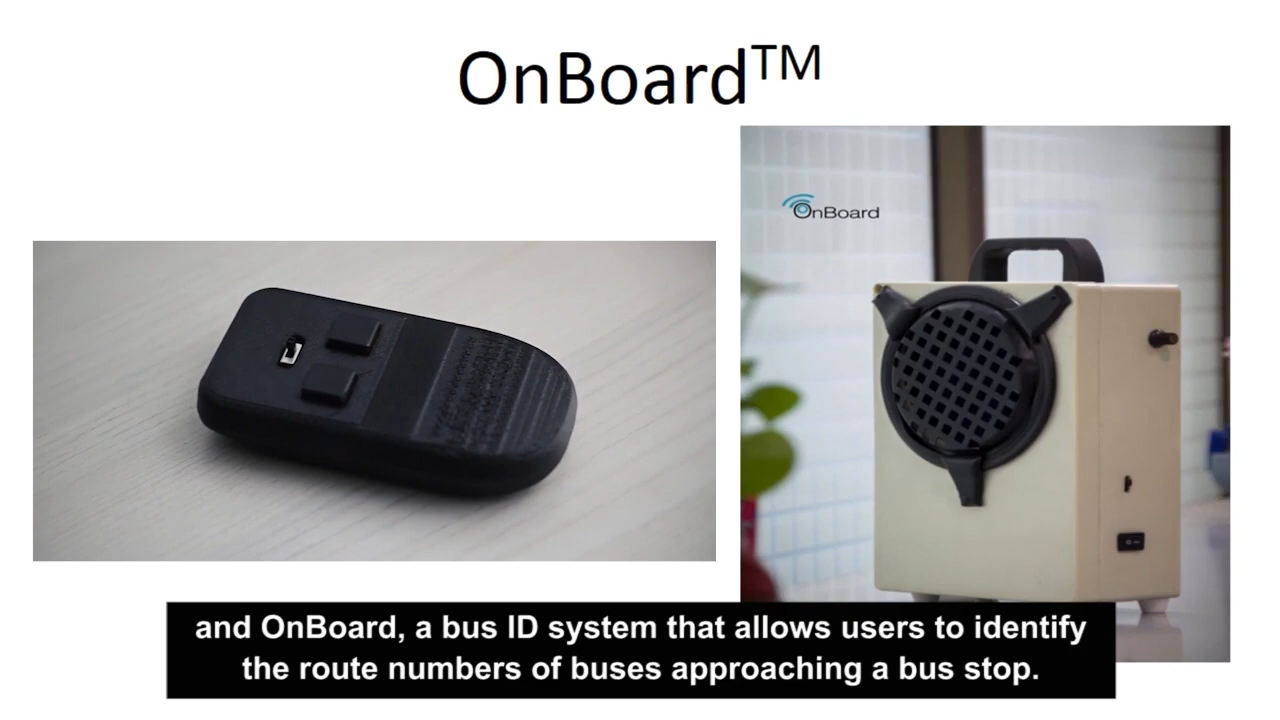 OnBoard™
OnBoard
and OnBoard, a bus ID system that allows users to identify
the route numbers of buses approaching a bus stop.